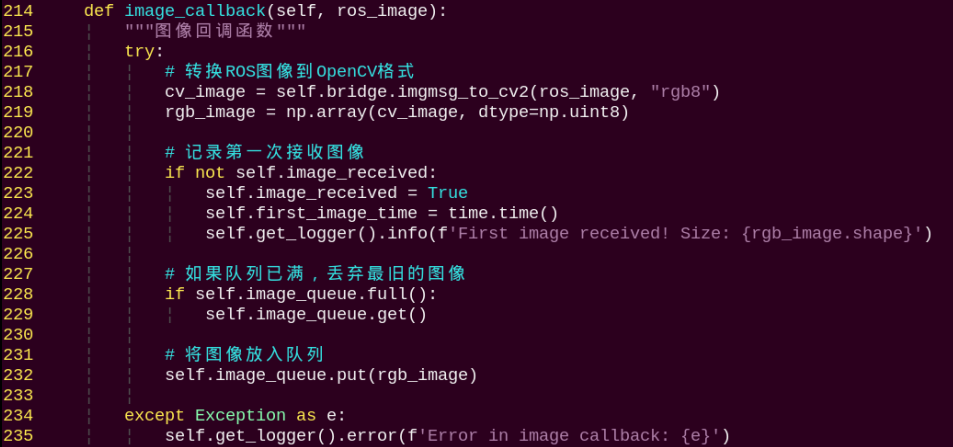 214     def image_callback(self, ros_image):
215         """图像回调函数"""
216         try:
217             # 转换ROS图像到OpenCV格式
218             cv_image = self.bridge.imgmsg_to_cv2(ros_image, "rgb8")
219             rgb_image = np.array(cv_image, dtype=np.uint8)
220
221             # 记录第一次接收图像
222             if not self.image_received:
223                 self.image_received = True
224                 self.first_image_time = time.time()
225                 self.get_logger().info(f'First image received! Size: {rgb_image.shape}')
226
227             # 如果队列已满，丢弃最旧的图像
228             if self.image_queue.full():
229                 self.image_queue.get()
230
231             # 将图像放入队列
232             self.image_queue.put(rgb_image)
233
234         except Exception as e:
235             self.get_logger().error(f'Error in image callback: {e}')